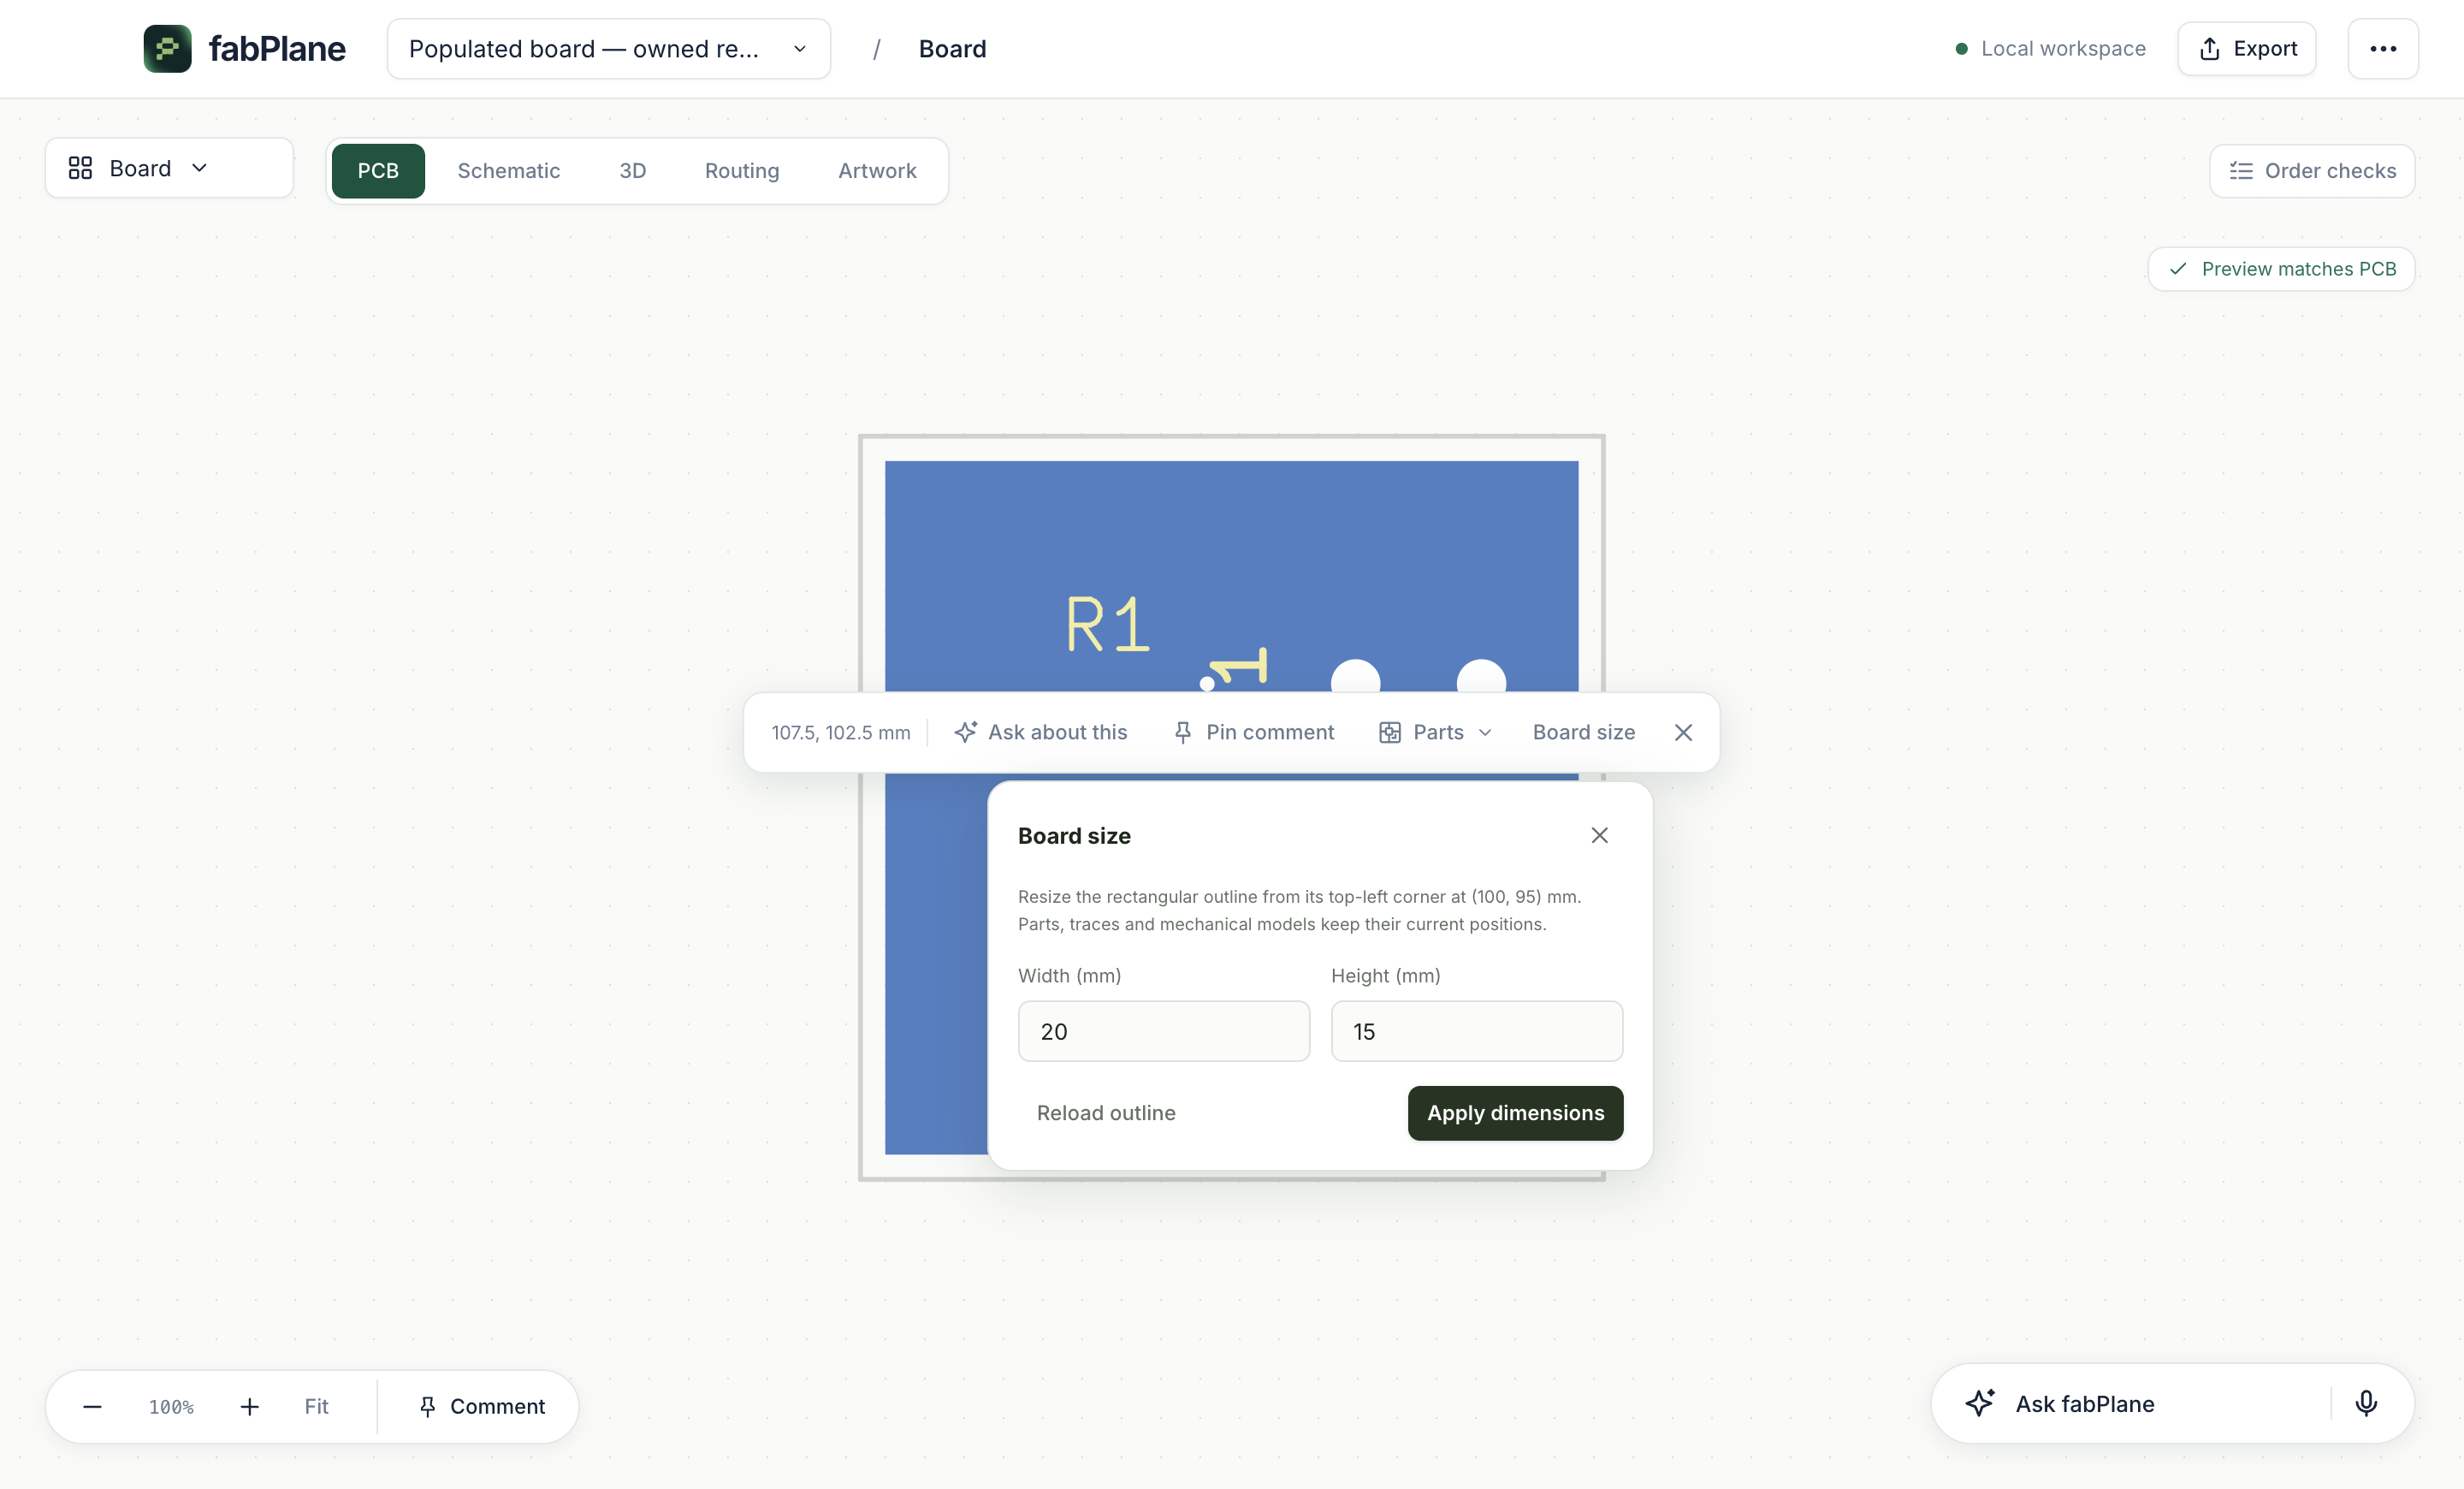 fabPlane
Populated board — owned re...
/
Board
Local workspace
Export
Board
PCB
Schematic
3D
Routing
Artwork
Order checks
Preview matches PCB
R1
1
107.5, 102.5 mm
Ask about this
Pin comment
Parts
Board size
Board size
Resize the rectangular outline from its top-left corner at (100, 95) mm.
Parts, traces and mechanical models keep their current positions.
Width (mm)
Height (mm)
20
15
Reload outline
Apply dimensions
100%
Fit
Comment
Ask fabPlane